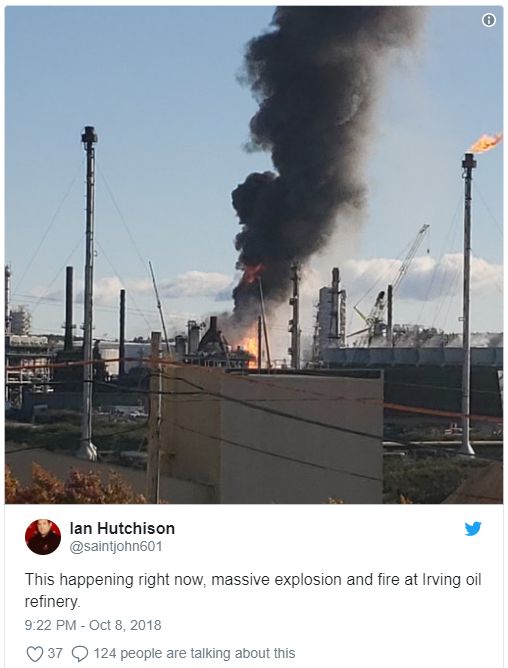 Ian Hutchison
@saintjohn601
This happening right now, massive explosion and fire at Irving oil
refinery.
9:22 PM - Oct 8, 2018
37 124 people are talking about this